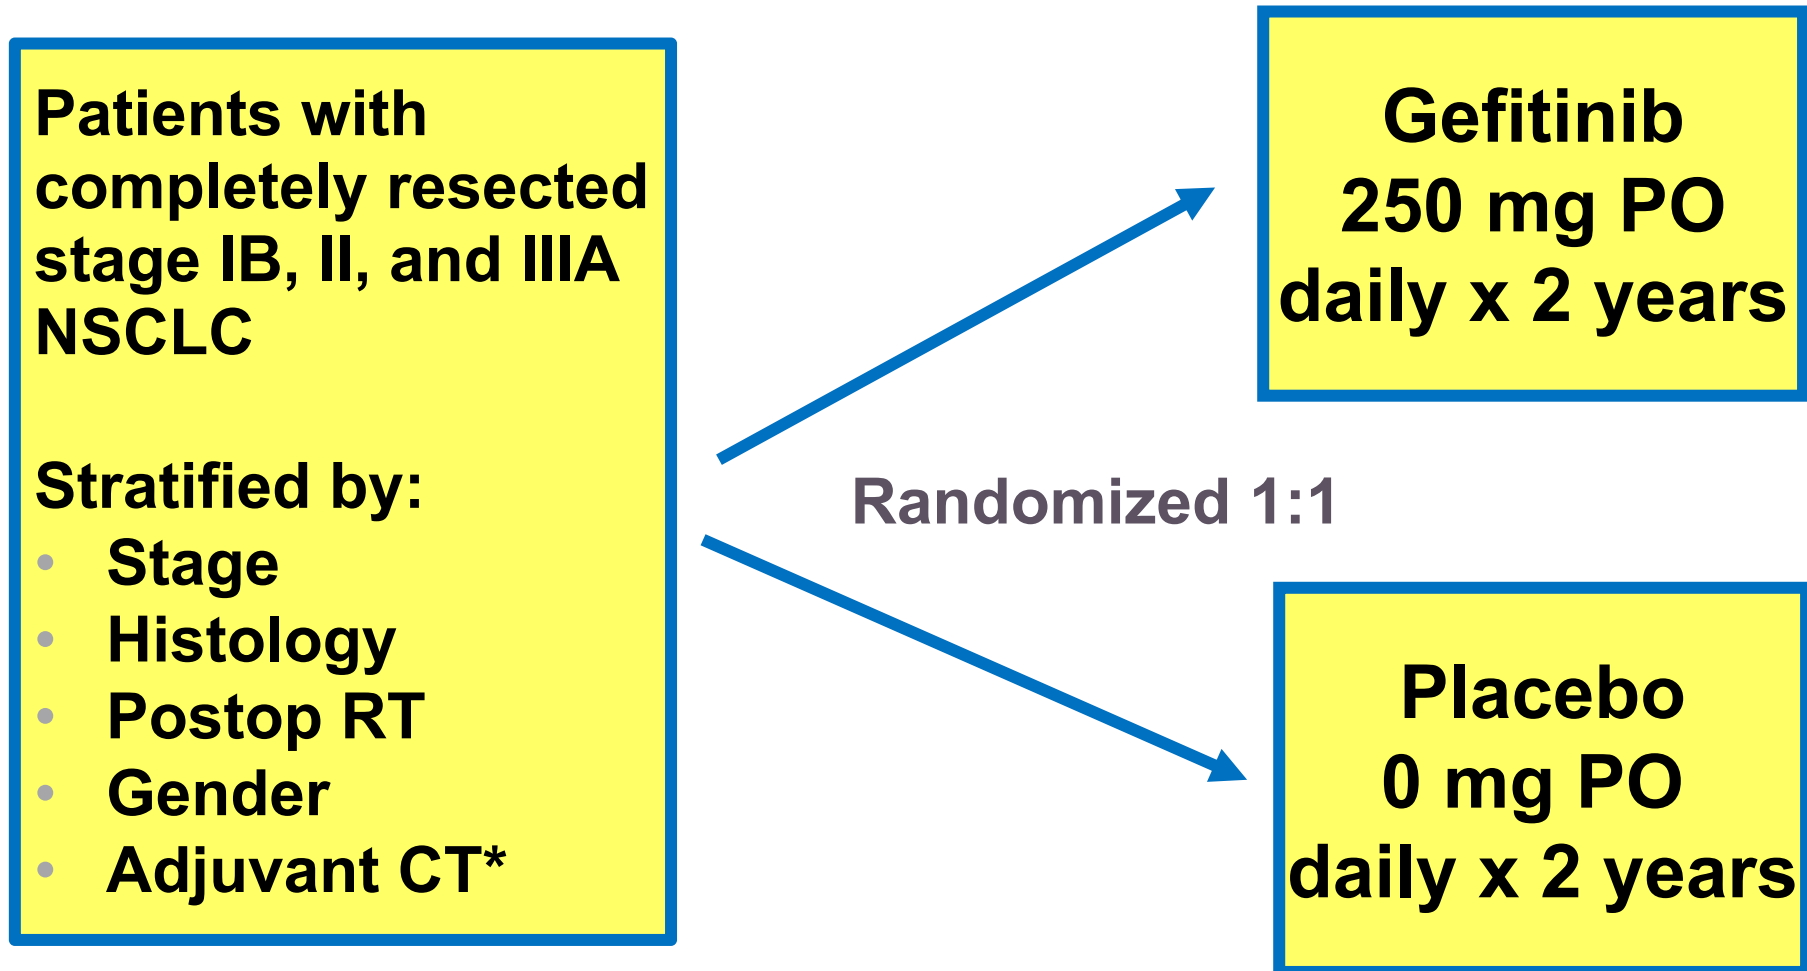 Patients with
completely resected
stage IB, II, and IIIA
NSCLC
Stratified by:
• Stage
• Histology
• Postop RT
• Gender
• Adjuvant CT*
Randomized 1:1
Gefitinib
250 mg PO
daily x 2 years
Placebo
0 mg PO
daily x 2 years